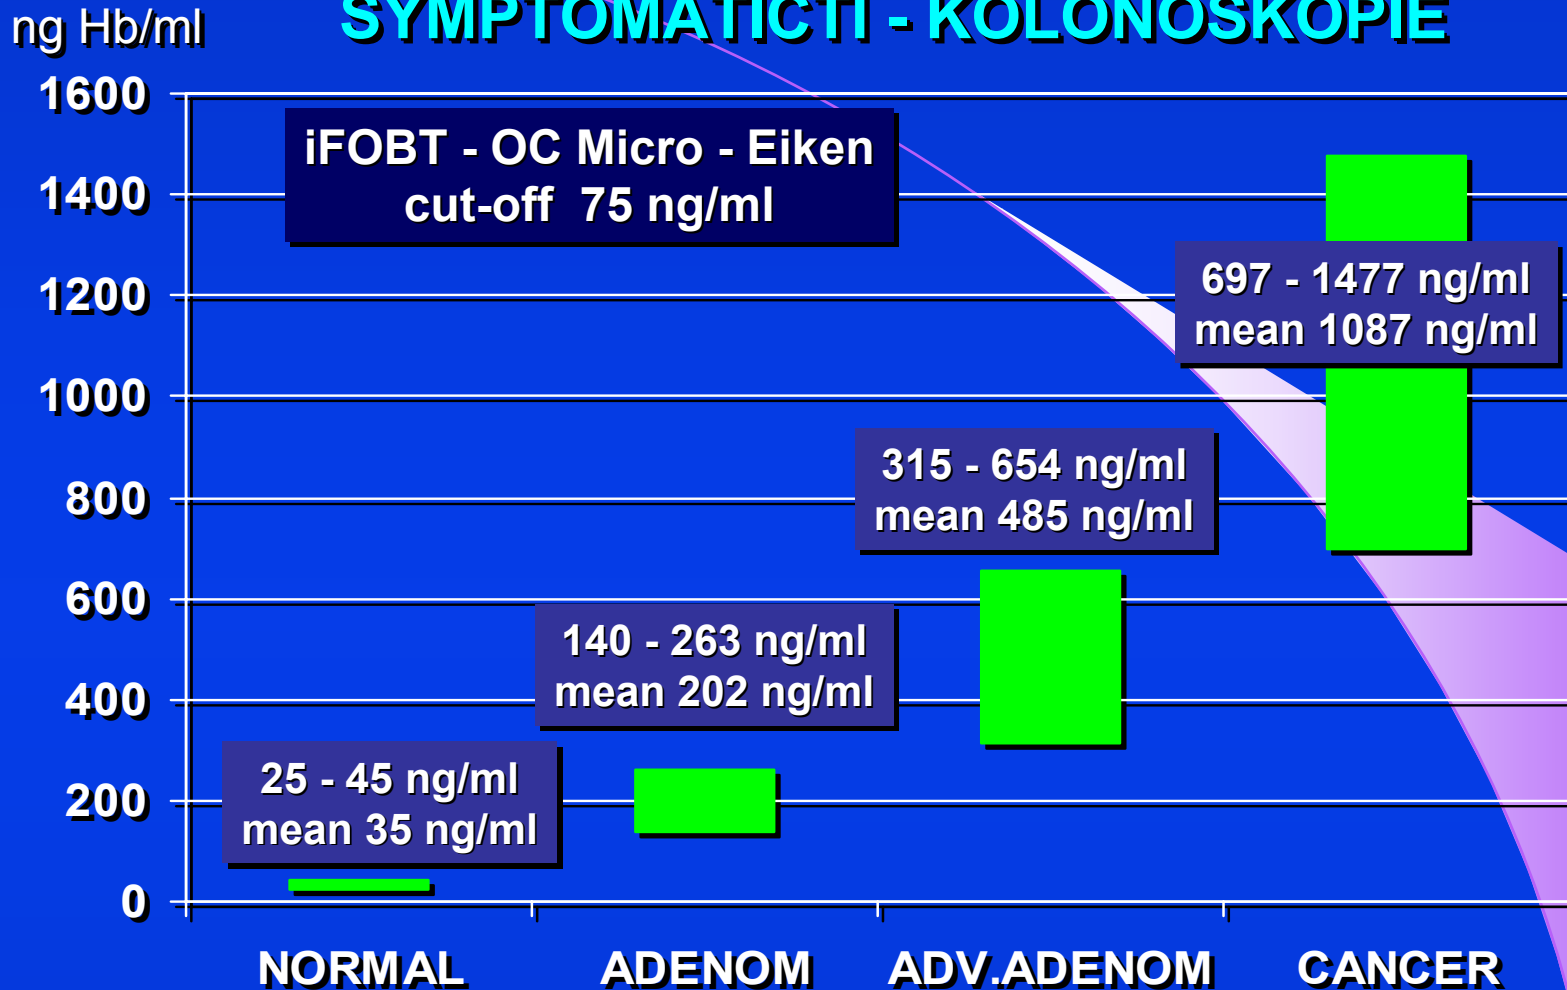 ng Hb/ml
SYMPTOMATIČTÍ - KOLONOSKOPIE
1600
iFOBT - OC Micro - Eiken
cut-off 75 ng/ml
1400
1200
697 - 1477 ng/ml
mean 1087 ng/ml
1000
315 - 654 ng/ml
mean 485 ng/ml
800
600
140 - 263 ng/ml
mean 202 ng/ml
400
25 - 45 ng/ml
mean 35 ng/ml
200
0
NORMAL ADENOM ADV.ADENOM CANCER